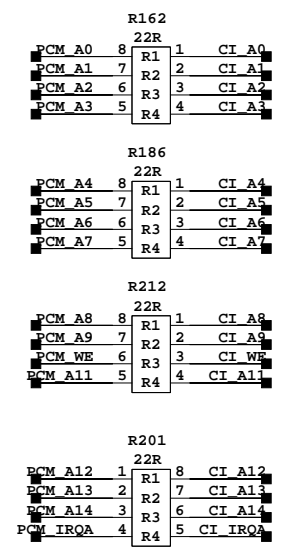 R162
22R
PCM_A0 8 R1 1 CI_A0
PCM_A1 7 R2 2 CI_A1
PCM_A2 6 R3 3 CI_A2
PCM_A3 5 R4 4 CI_A3
R186
22R
PCM_A4 8 R1 1 CI_A4
PCM_A5 7 R2 2 CI_A5
PCM_A6 6 R3 3 CI_A6
PCM_A7 5 R4 4 CI_A7
R212
22R
PCM_A8 8 R1 1 CI_A8
PCM_A9 7 R2 2 CI_A9
PCM_WE 6 R3 3 CI_WE
PCM_A11 5 R4 4 CI_A11
R201
22R
PCM_A12 1 R1 8 CI_A12
PCM_A13 2 R2 7 CI_A13
PCM_A14 3 R3 6 CI_A14
PCM_IRQA 4 R4 5 CI_IRQA